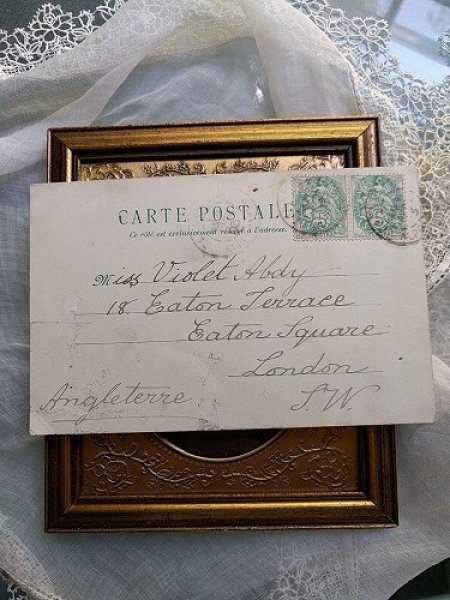 CARTE POSTALE
Ce côté est exclusivement réservé à l'adresse.
Miss Violet Abdy
18 Eaton Terrace
Eaton Square
London
S.W.
Angleterre